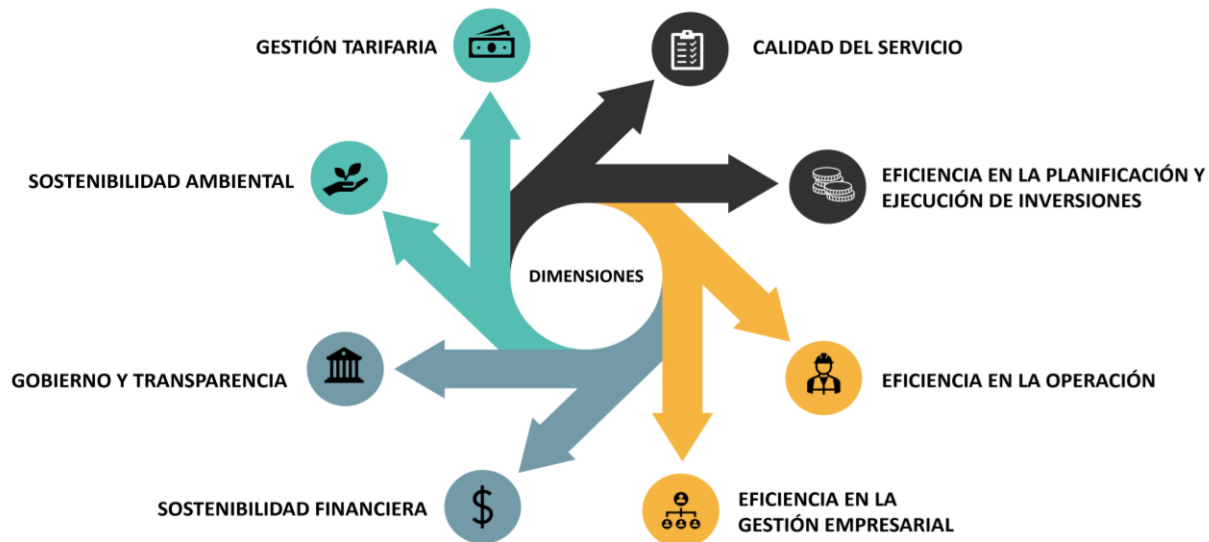 GESTIÓN TARIFARIA
CALIDAD DEL SERVICIO
SOSTENIBILIDAD AMBIENTAL
EFICIENCIA EN LA PLANIFICACIÓN Y
EJECUCIÓN DE INVERSIONES
DIMENSIONES
GOBIERNO Y TRANSPARENCIA
EFICIENCIA EN LA OPERACIÓN
SOSTENIBILIDAD FINANCIERA
$
EFICIENCIA EN LA
GESTIÓN EMPRESARIAL